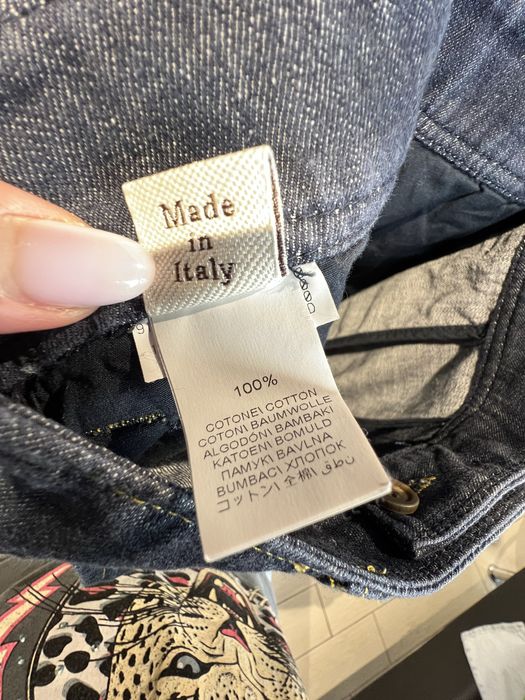 Made
in
Italy
100%
COTONE\ COTTON
COTON\ BAUMWOLLE
ALGODÓN\ BAMBAKI
KATOEN\ BOMULD
ПАМУК\ BAVLNA
BUMBAC\ ХЛОПОК
コットン\ 全棉\ قطن